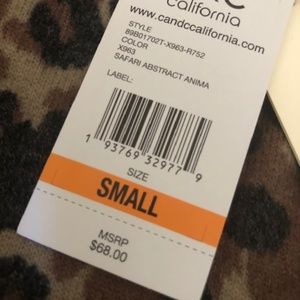 california
www.candccalifornia.com
STYLE
89B01702T-X963-R752
COLOR
X963
SAFARI ABSTRACT ANIMA
LABEL:
1 93769 32977 9
SIZE
SMALL
MSRP
$68.00